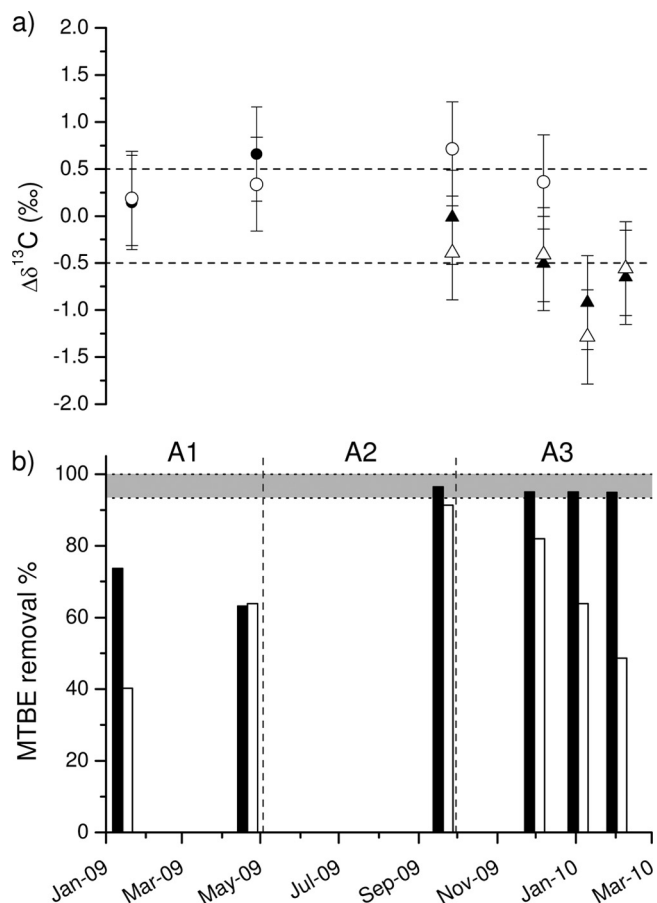 a)
2.0
1.5
1.0
0.5
0.0
-0.5
-1.0
-1.5
-2.0
Δδ¹³C (‰)
b)
A1 A2 A3
100
80
60
40
20
0
MTBE removal %
Jan-09 Mar-09 May-09 Jul-09 Sep-09 Nov-09 Jan-10 Mar-10